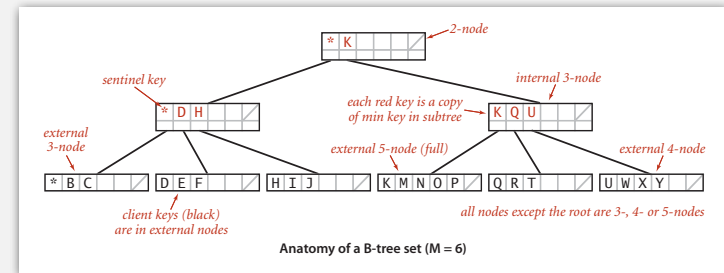 * K
2-node
sentinel key
internal 3-node
* D H
each red key is a copy
of min key in subtree
K Q U
external
3-node
external 5-node (full)
external 4-node
* B C
D E F
H I J
K M N O P
Q R T
U W X Y
client keys (black)
are in external nodes
all nodes except the root are 3-, 4- or 5-nodes
Anatomy of a B-tree set (M = 6)